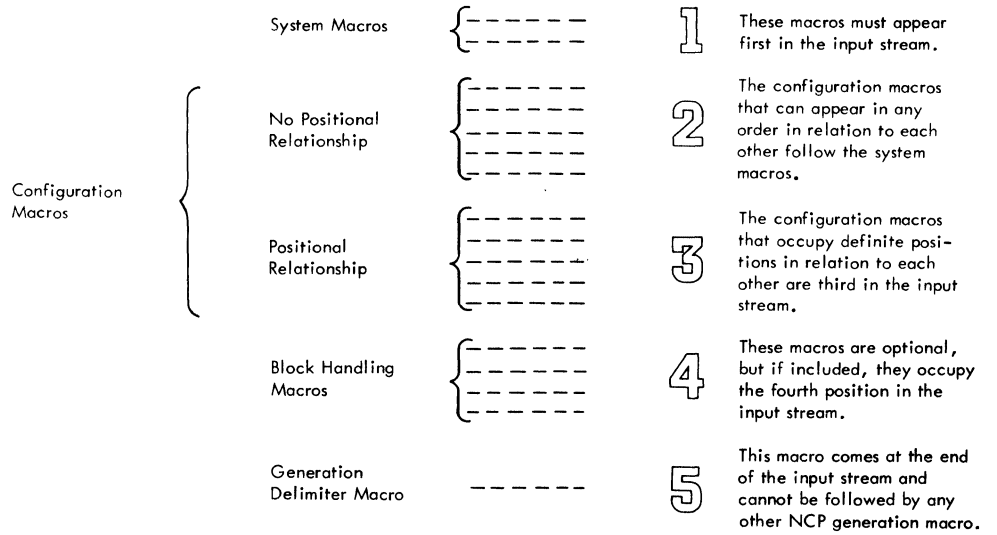 System Macros
1
These macros must appear
first in the input stream.
Configuration
Macros
No Positional
Relationship
2
The configuration macros
that can appear in any
order in relation to each
other follow the system
macros.
Positional
Relationship
3
The configuration macros
that occupy definite posi-
tions in relation to each
other are third in the input
stream.
Block Handling
Macros
4
These macros are optional,
but if included, they occupy
the fourth position in the
input stream.
Generation
Delimiter Macro
5
This macro comes at the end
of the input stream and
cannot be followed by any
other NCP generation macro.